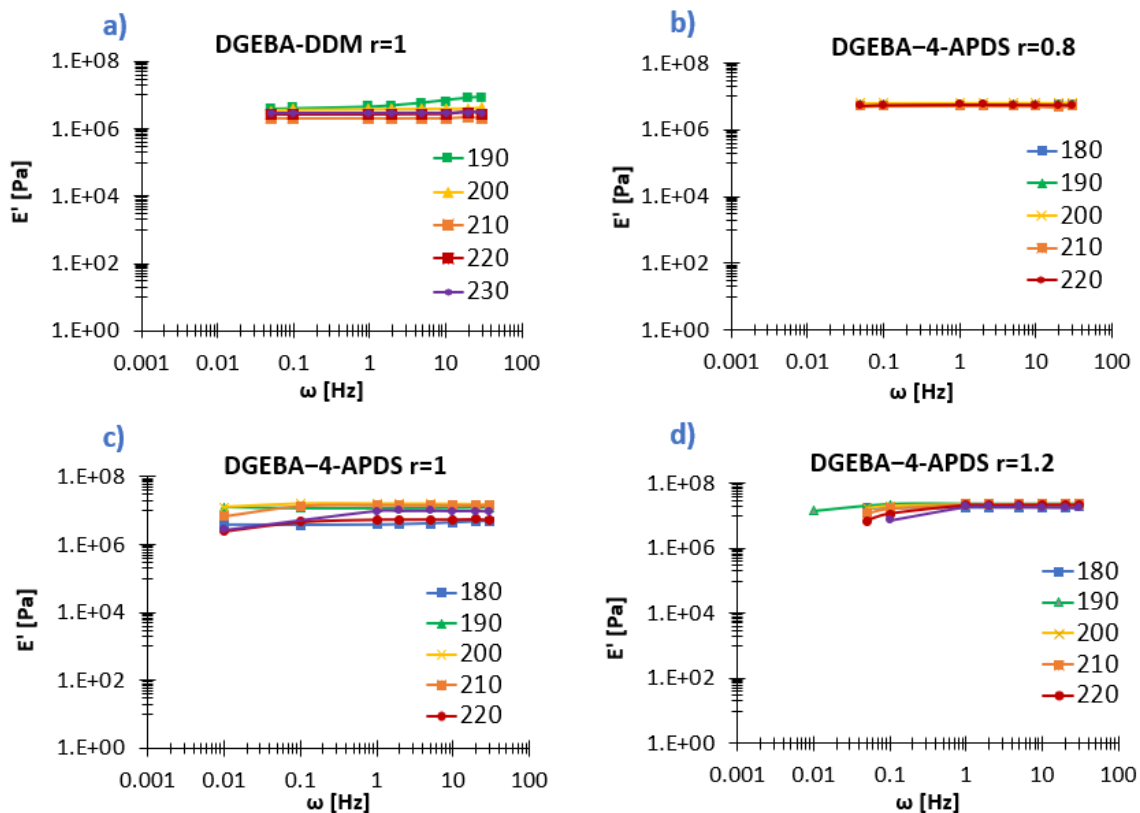 a)
DGEBA-DDM r=1
1.E+08
1.E+06
1.E+04
1.E+02
1.E+00
E' [Pa]
190
200
210
220
230
0.001
0.1
1
10
100
ω [Hz]
b)
DGEBA–4-APDS r=0.8
1.E+08
1.E+06
1.E+04
1.E+02
1.E+00
E' [Pa]
180
190
200
210
220
0.001
0.01
0.1
1
10
100
ω [Hz]
c)
DGEBA–4-APDS r=1
1.E+08
1.E+06
1.E+04
1.E+02
1.E+00
E' [Pa]
180
190
200
210
220
0.001
0.01
0.1
1
10
100
ω [Hz]
d)
DGEBA–4-APDS r=1.2
1.E+08
1.E+06
1.E+04
1.E+02
1.E+00
E' [Pa]
180
190
200
210
220
0.001
0.01
0.1
1
10
100
ω [Hz]